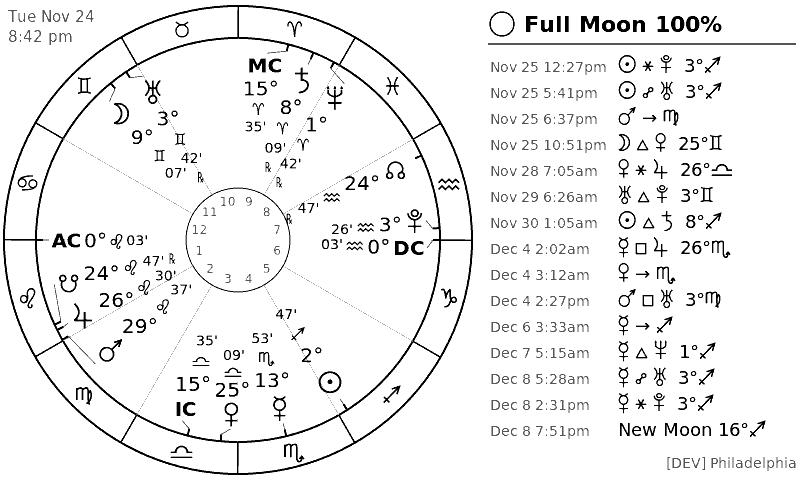 Tue Nov 24
8:42 pm
Full Moon 100%
Nov 25 12:27pm ☉ ⚹ ⚴ 3°♐
Nov 25 5:41pm ☉ ☍ ♅ 3°♐
Nov 25 6:37pm ♂ → ♍
Nov 25 10:51pm ☽ △ ♀ 25°♊
Nov 28 7:05am ♀ ⚹ ♃ 26°♎
Nov 29 6:26am ♅ △ ⚴ 3°♊
Nov 30 1:05am ☉ △ ♄ 8°♐
Dec 4 2:02am ☿ □ ♃ 26°♏
Dec 4 3:12am ♀ → ♏
Dec 4 2:27pm ♂ □ ♅ 3°♍
Dec 6 3:33am ☿ → ♐
Dec 7 5:15am ☿ △ ♆ 1°♐
Dec 8 5:28am ☿ ☍ ♅ 3°♐
Dec 8 2:31pm ☿ ⚹ ⚴ 3°♐
Dec 8 7:51pm New Moon 16°♐
[DEV] Philadelphia
♉ ♈ ♓ ♒ ♑ ♐ ♏ ♎ ♍ ♌ ♋ ♊
MC 15° ♈ 35'
♄ 8° ♈ 09' ℞
♆ 1° ♈ 42' ℞
♅ 3° ♊ 42' ℞
☽ 9° ♊ 07'
☊ 24° ♒ 47' ℞
⚴ 3° ♒ 26'
DC 0° ♒ 03'
AC 0° ♌ 03'
☋ 24° ♌ 47' ℞
♃ 26° ♌ 30'
♂ 29° ♌ 37'
IC 15° ♎ 35'
♀ 25° ♎ 09'
☿ 13° ♏ 53'
☉ 2° ♐ 47'
10 9 8 7 6 5 4 3 2 1 12 11